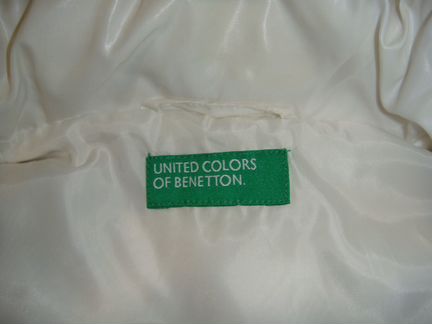 UNITED COLORS
OF BENETTON.